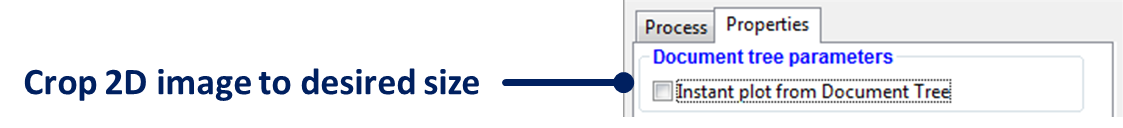 Process Properties
Document tree parameters
Crop 2D image to desired size
Instant plot from Document Tree